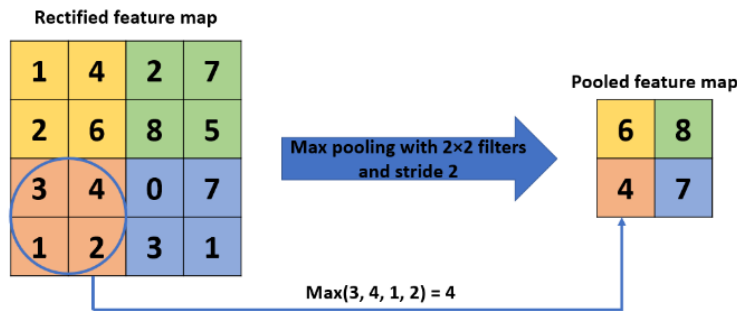 Rectified feature map
1 4 2 7
2 6 8 5
3 4 0 7
1 2 3 1
Max pooling with 2×2 filters
and stride 2
Pooled feature map
6 8
4 7
Max(3, 4, 1, 2) = 4